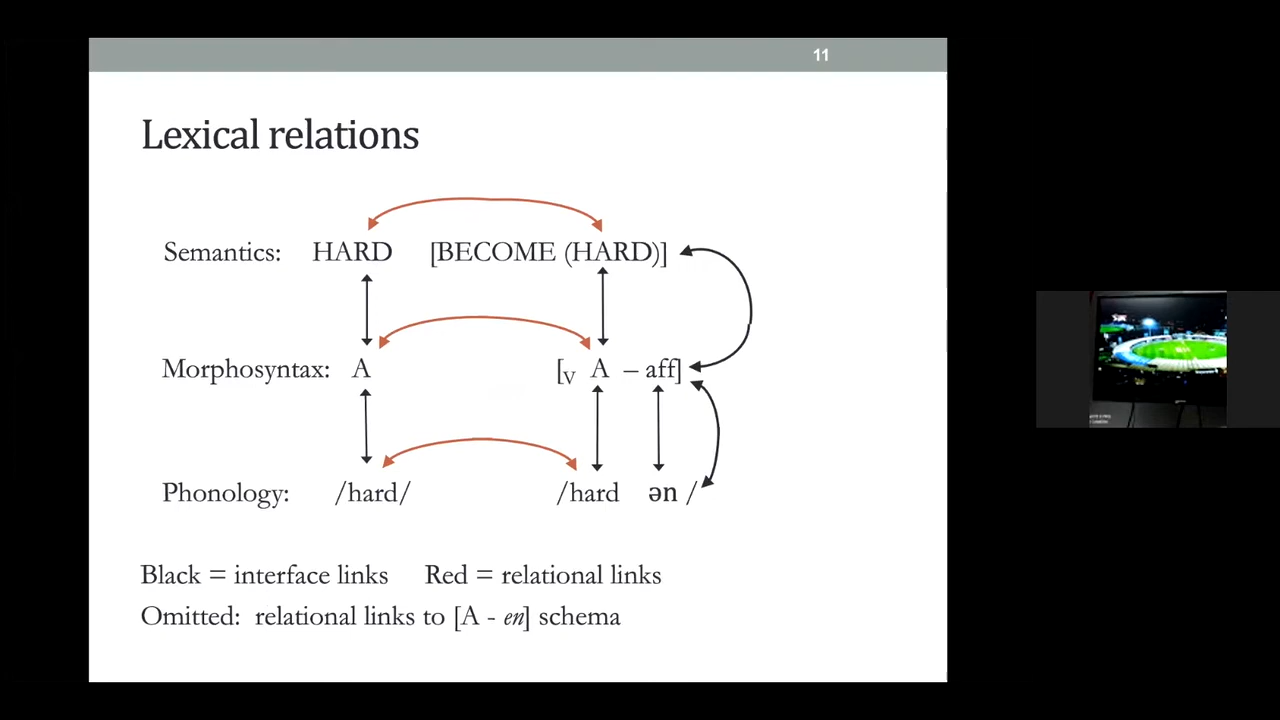 11
Lexical relations
Semantics: HARD [BECOME (HARD)]
Morphosyntax: A [V A – aff]
Phonology: /hard/ /hard ən /
Black = interface links Red = relational links
Omitted: relational links to [A - en] schema